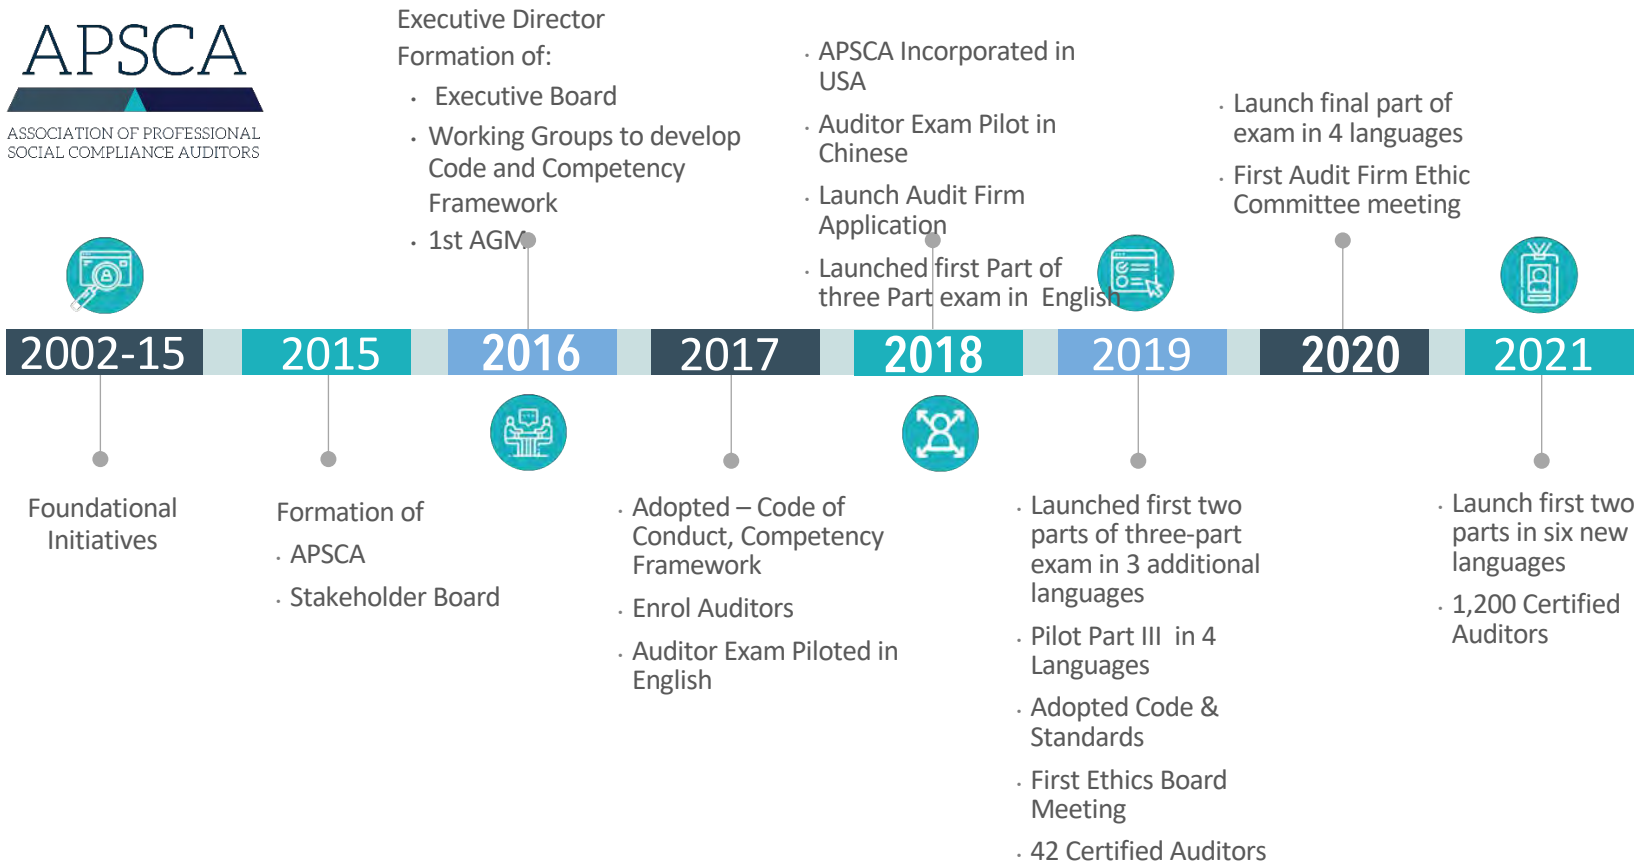 APSCA
ASSOCIATION OF PROFESSIONAL
SOCIAL COMPLIANCE AUDITORS
Executive Director
Formation of:
· Executive Board
· Working Groups to develop
Code and Competency
Framework
· 1st AGM
· APSCA Incorporated in
USA
· Auditor Exam Pilot in
Chinese
· Launch Audit Firm
Application
· Launched first Part of
three Part exam in English
· Launch final part of
exam in 4 languages
· First Audit Firm Ethic
Committee meeting
2002-15
2015
2016
2017
2018
2019
2020
2021
Foundational
Initiatives
Formation of
· APSCA
· Stakeholder Board
· Adopted – Code of
Conduct, Competency
Framework
· Enrol Auditors
· Auditor Exam Piloted in
English
· Launched first two
parts of three-part
exam in 3 additional
languages
· Pilot Part III in 4
Languages
· Adopted Code &
Standards
· First Ethics Board
Meeting
· 42 Certified Auditors
· Launch first two
parts in six new
languages
· 1,200 Certified
Auditors